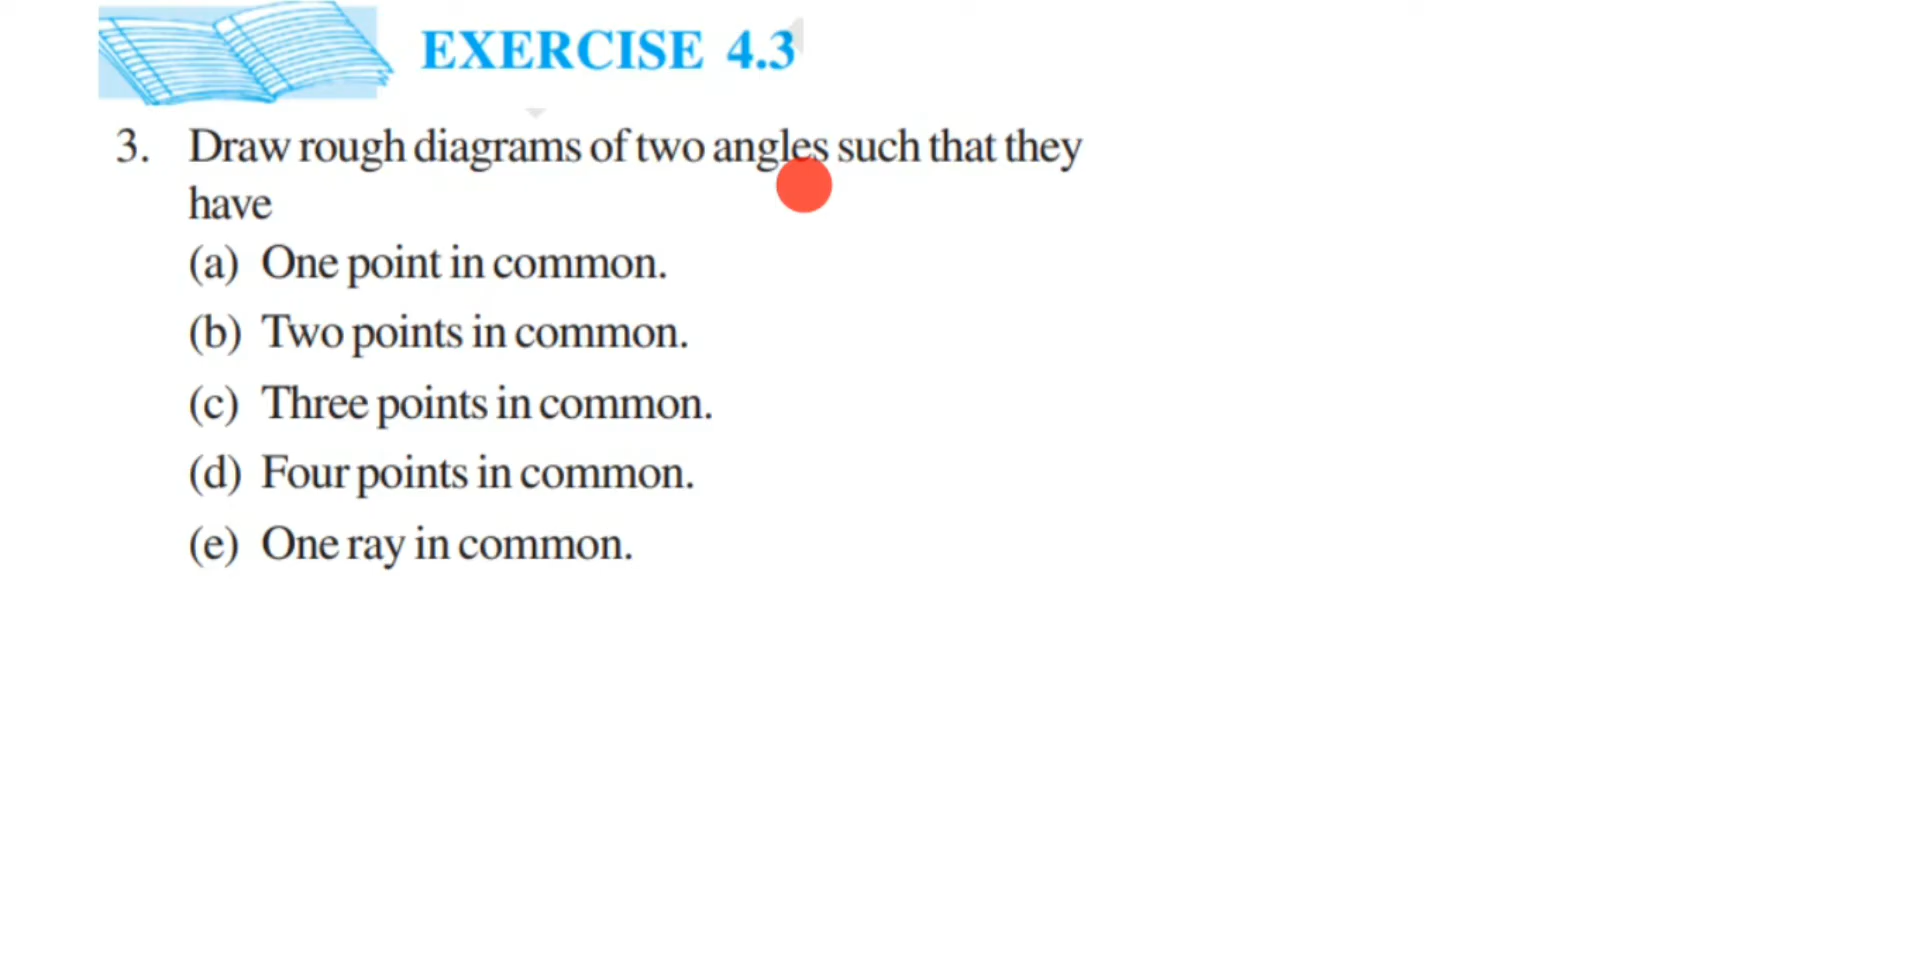 EXERCISE 4.3
3. Draw rough diagrams of two angles such that they
have
(a) One point in common.
(b) Two points in common.
(c) Three points in common.
(d) Four points in common.
(e) One ray in common.